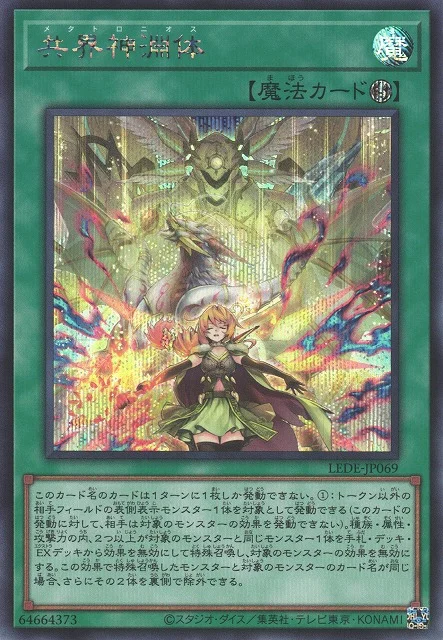 メタトロニオス
共界神淵体
魔
まほう
【魔法カード】
LEDE-JP069
このカード名のカードは1ターンに1枚しか発動できない。①:トークン以外の
相手フィールドの表側表示モンスター1体を対象として発動できる(このカードの
発動に対して、相手は対象のモンスターの効果を発動できない)。種族・属性・
攻撃力の内、2つ以上が対象のモンスターと同じモンスター1体を手札・デッキ・
EXデッキから効果を無効にして特殊召喚し、対象のモンスターの効果を無効に
する。この効果で特殊召喚したモンスターと対象のモンスターのカード名が同じ
場合、さらにその2体を裏側で除外できる。
64664373
©スタジオ・ダイス/集英社・テレビ東京・KONAMI